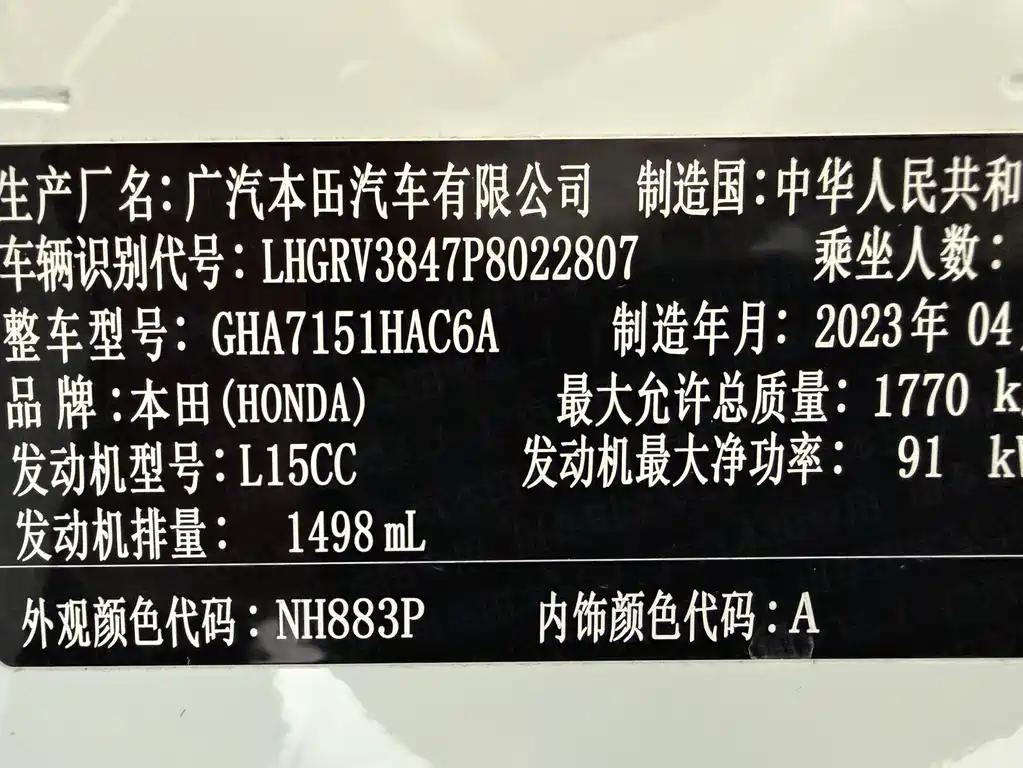 生产厂名：广汽本田汽车有限公司 制造国：中华人民共和
车辆识别代号：LHGRV3847P8022807 乘坐人数：
整车型号：GHA7151HAC6A 制造年月：2023年 04
品牌：本田(HONDA) 最大允许总质量：1770 k
发动机型号：L15CC 发动机最大净功率：91 k
发动机排量：1498 mL
外观颜色代码：NH883P 内饰颜色代码：A